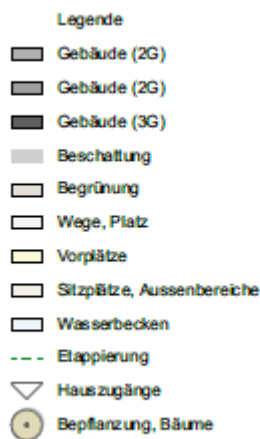 Legende
Gebäude (2G)
Gebäude (2G)
Gebäude (3G)
Beschattung
Begrünung
Wege, Platz
Vorplätze
Sitzplätze, Aussenbereiche
Wasserbecken
Etappierung
Hauszugänge
Bepflanzung, Bäume